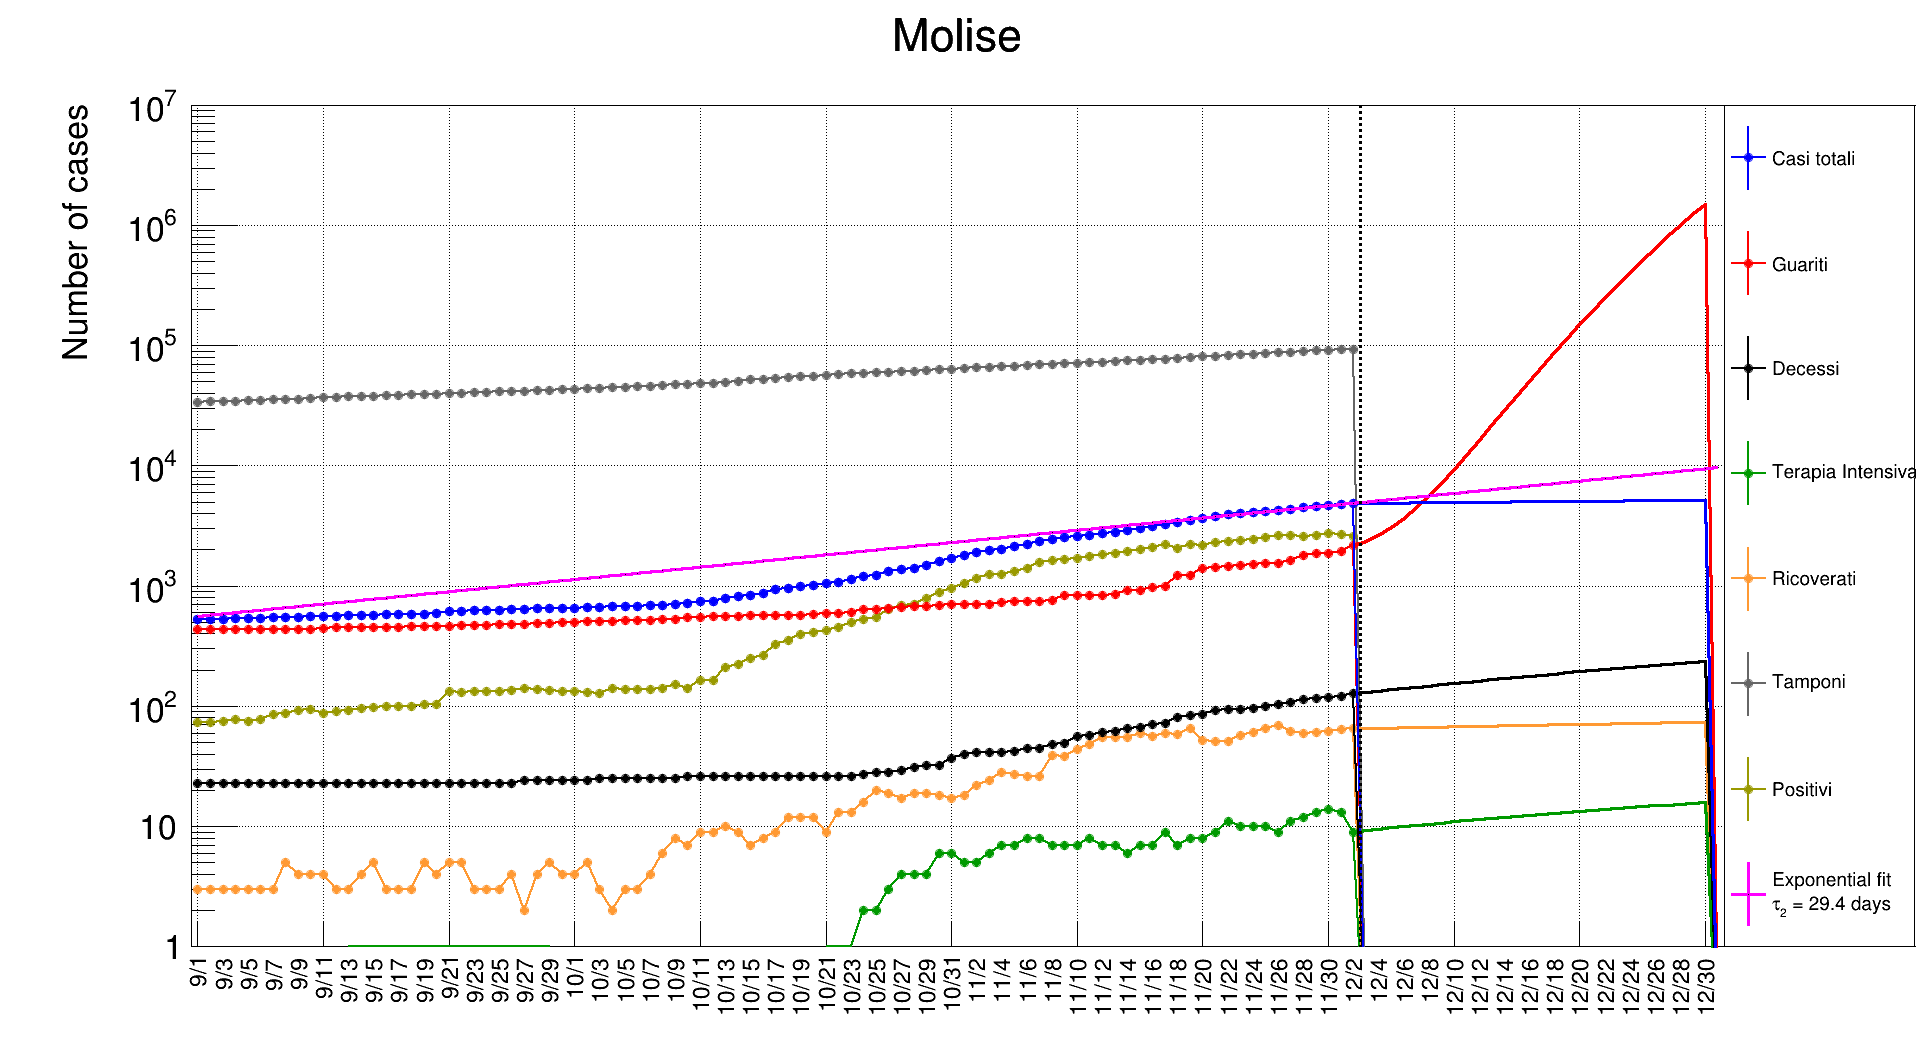 Molise
Number of cases
10^7
10^6
10^5
10^4
10^3
10^2
10
1
9/1 9/3 9/5 9/7 9/9 9/11 9/13 9/15 9/17 9/19 9/21 9/23 9/25 9/27 9/29 10/1 10/3 10/5 10/7 10/9 10/11 10/13 10/15 10/17 10/19 10/21 10/23 10/25 10/27 10/29 10/31 11/2 11/4 11/6 11/8 11/10 11/12 11/14 11/16 11/18 11/20 11/22 11/24 11/26 11/28 11/30 12/2 12/4 12/6 12/8 12/10 12/12 12/14 12/16 12/18 12/20 12/22 12/24 12/26 12/28 12/30
Casi totali
Guariti
Decessi
Terapia Intensiva
Ricoverati
Tamponi
Positivi
Exponential fit
τ₂ = 29.4 days